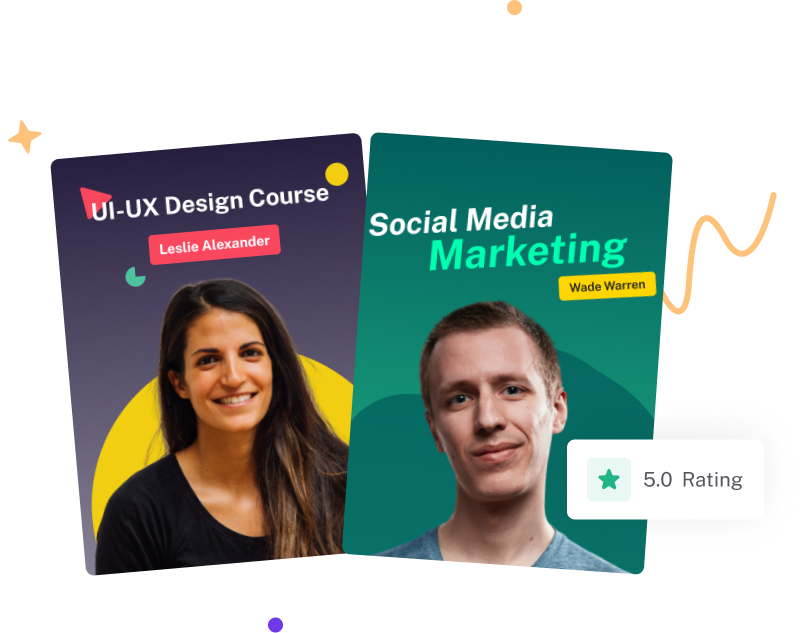 UI-UX Design Course
Leslie Alexander
Social Media
Marketing
Wade Warren
5.0 Rating